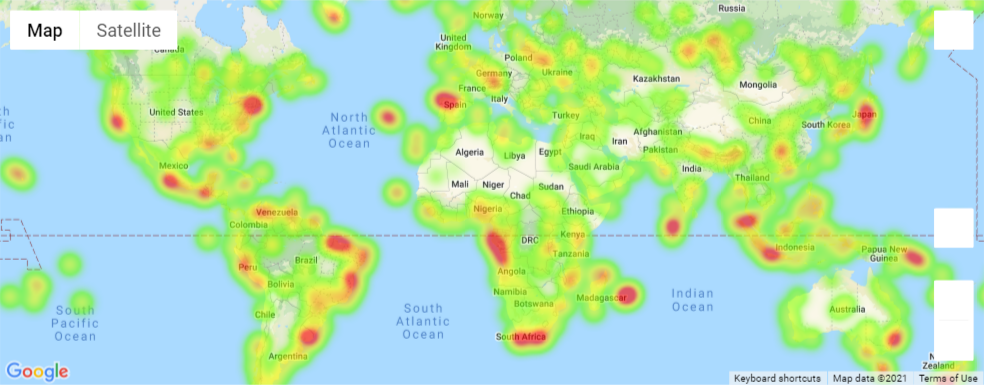 Map
Satellite
Russia
Norway
United
Kingdom
Poland
Germany
Ukraine
Kazakhstan
Mongolia
France
Spain
Italy
Turkey
Canada
United States
North
Atlantic
Ocean
China
South Korea
Japan
Iraq
Iran
Afghanistan
Pakistan
Algeria
Libya
Egypt
Saudi Arabia
India
Thailand
Mexico
Mali
Niger
Chad
Sudan
Nigeria
Ethiopia
Venezuela
Colombia
DRC
Kenya
Tanzania
Indonesia
Papua New
Guinea
Peru
Brazil
Bolivia
Angola
Namibia
Botswana
Madagascar
Indian
Ocean
Chile
South
Pacific
Ocean
South
Atlantic
Ocean
South Africa
Australia
Argentina
Zealand
Google
Keyboard shortcuts
Map data ©2021
Terms of Use